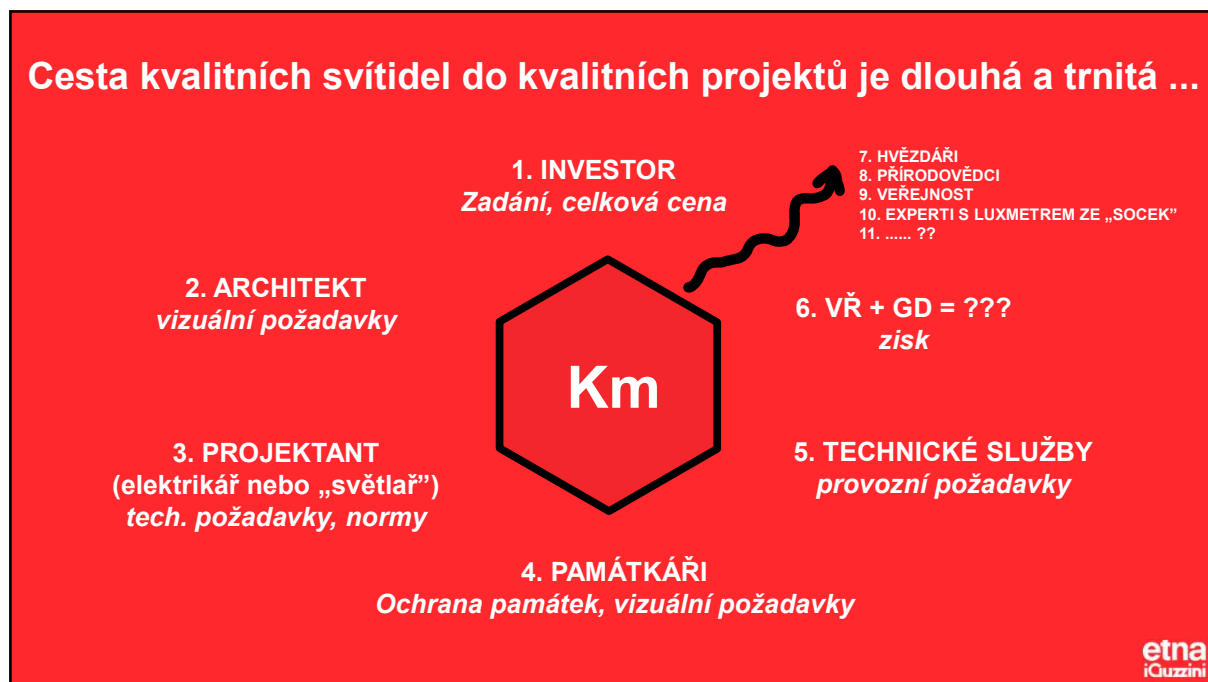 Cesta kvalitních svítidel do kvalitních projektů je dlouhá a trnitá ...
1. INVESTOR
Zadání, celková cena
7. HVĚZDÁŘI
8. PŘÍRODOVĚDCI
9. VEŘEJNOST
10. EXPERTI S LUXMETREM ZE „SOCEK”
11. ...... ??
2. ARCHITEKT
vizuální požadavky
6. VŘ + GD = ???
zisk
Km
3. PROJEKTANT
(elektrikář nebo „světlař”)
tech. požadavky, normy
5. TECHNICKÉ SLUŽBY
provozní požadavky
4. PAMÁTKÁŘI
Ochrana památek, vizuální požadavky
etna
iGuzzini